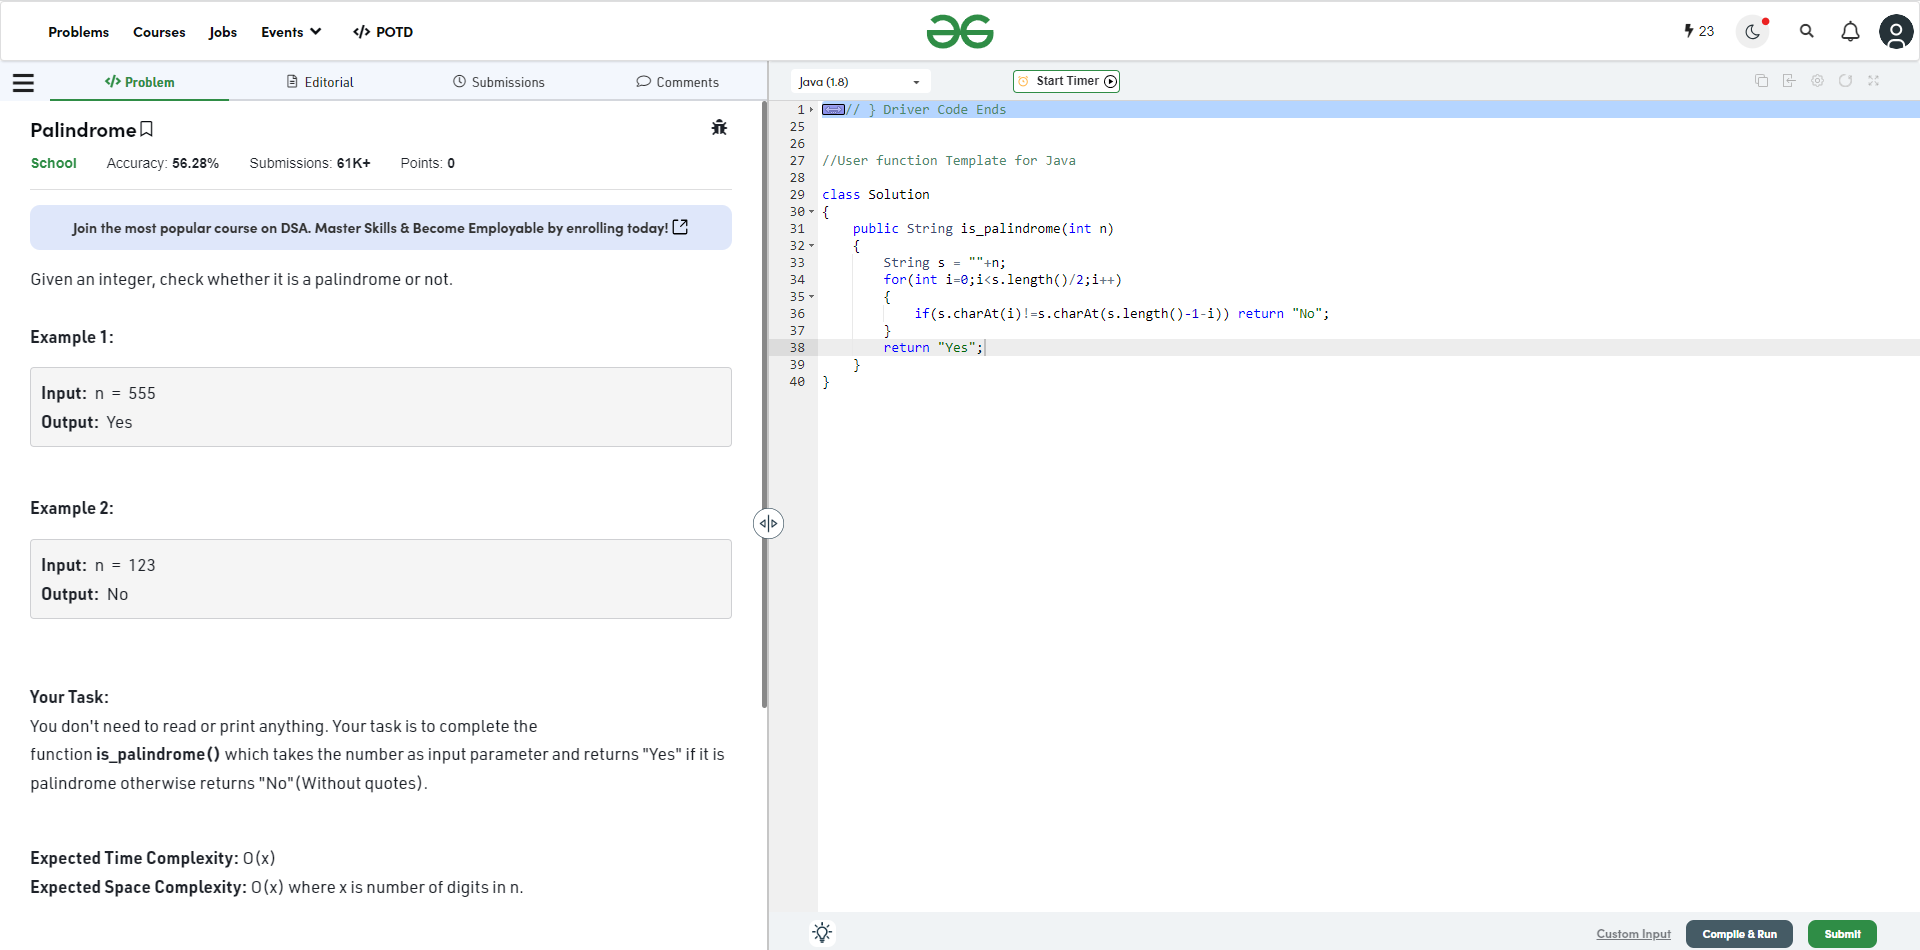 Problems Courses Jobs Events </> POTD 23
</> Problem Editorial Submissions Comments
Palindrome
School Accuracy: 56.28% Submissions: 61K+ Points: 0
Join the most popular course on DSA. Master Skills & Become Employable by enrolling today!
Given an integer, check whether it is a palindrome or not.
Example 1:
Input: n = 555
Output: Yes
Example 2:
Input: n = 123
Output: No
Your Task:
You don't need to read or print anything. Your task is to complete the
function is_palindrome() which takes the number as input parameter and returns "Yes" if it is
palindrome otherwise returns "No"(Without quotes).
Expected Time Complexity: O(x)
Expected Space Complexity: O(x) where x is number of digits in n.
Java (1.8) Start Timer
1 // } Driver Code Ends
25
26
27 //User function Template for Java
28
29 class Solution
30 {
31 public String is_palindrome(int n)
32 {
33 String s = ""+n;
34 for(int i=0;i<s.length()/2;i++)
35 {
36 if(s.charAt(i)!=s.charAt(s.length()-1-i)) return "No";
37 }
38 return "Yes";
39 }
40 }
Custom Input Compile & Run Submit